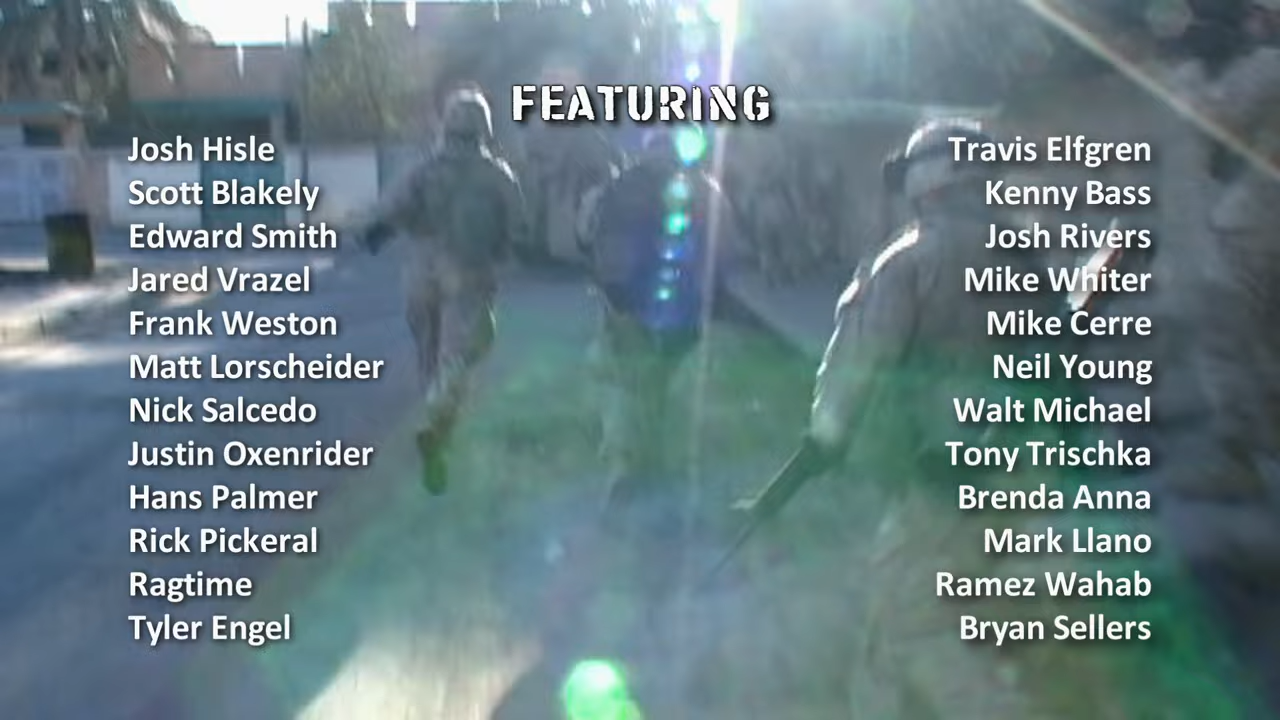 FEATURING
Josh Hisle
Scott Blakely
Edward Smith
Jared Vrazel
Frank Weston
Matt Lorscheider
Nick Salcedo
Justin Oxenrider
Hans Palmer
Rick Pickeral
Ragtime
Tyler Engel
Travis Elfgren
Kenny Bass
Josh Rivers
Mike Whiter
Mike Cerre
Neil Young
Walt Michael
Tony Trischka
Brenda Anna
Mark Llano
Ramez Wahab
Bryan Sellers